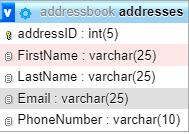 v addressbook addresses
addressID : int(5)
FirstName : varchar(25)
LastName : varchar(25)
Email : varchar(25)
PhoneNumber : varchar(10)